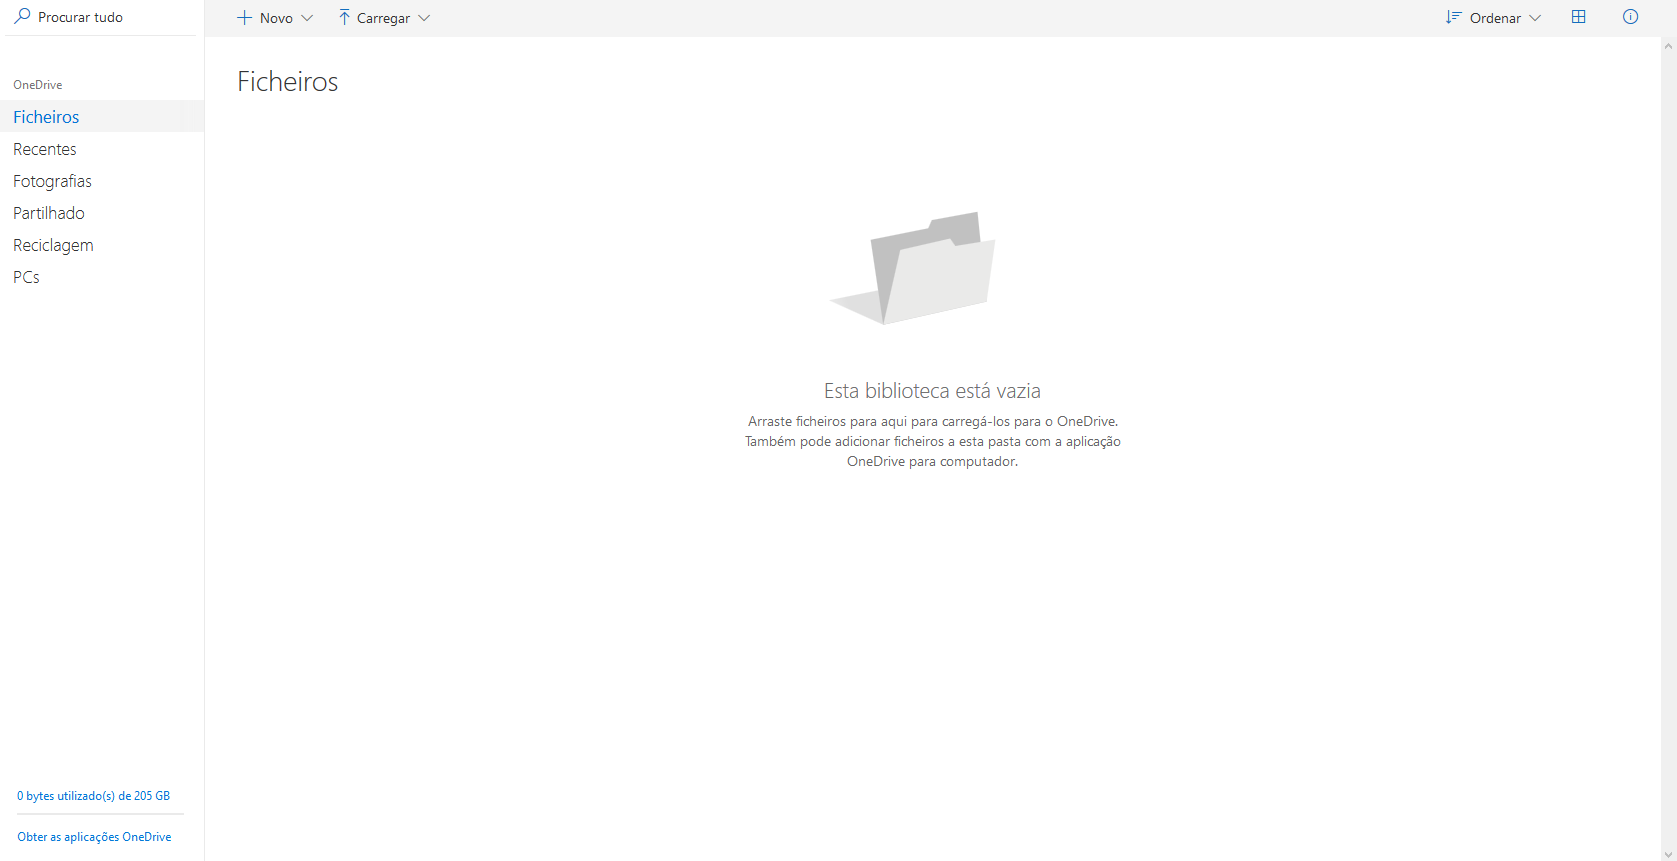 Procurar tudo
Novo
Carregar
Ordenar
OneDrive
Ficheiros
Recentes
Fotografias
Partilhado
Reciclagem
PCs
Ficheiros
Esta biblioteca está vazia
Arraste ficheiros para aqui para carregá-los para o OneDrive.
Também pode adicionar ficheiros a esta pasta com a aplicação
OneDrive para computador.
0 bytes utilizado(s) de 205 GB
Obter as aplicações OneDrive